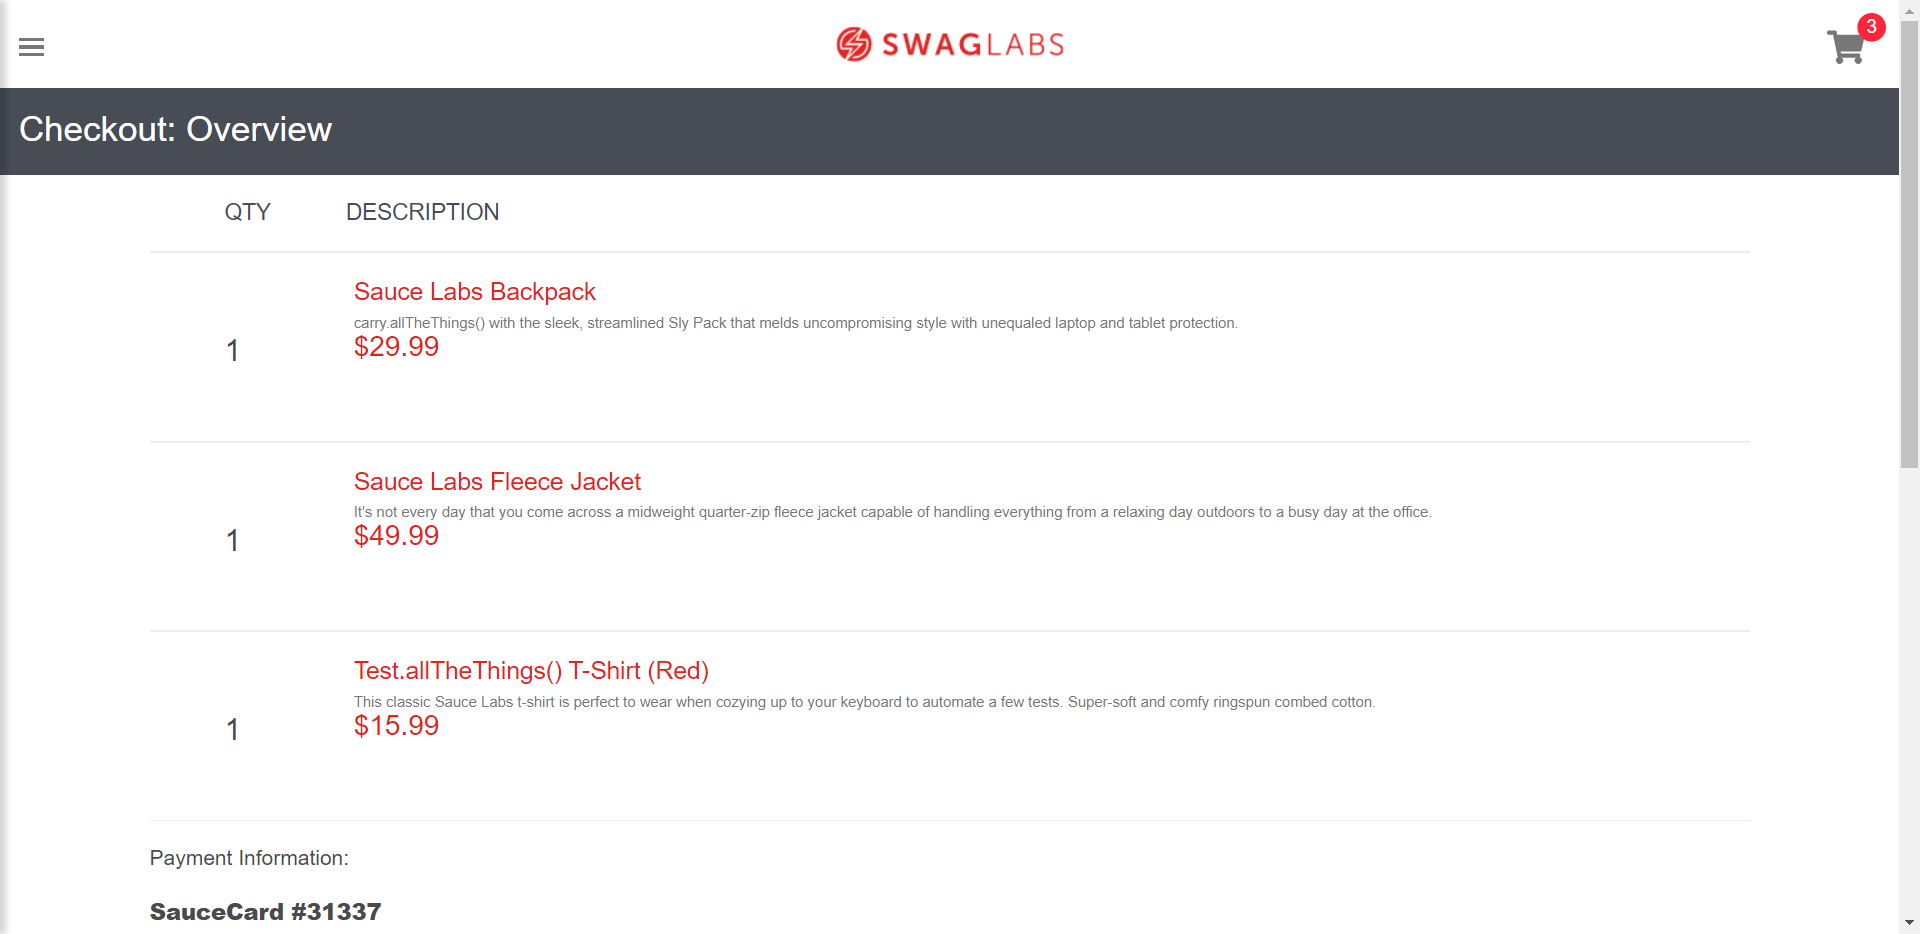 SWAGLABS
3
Checkout: Overview
QTY DESCRIPTION
Sauce Labs Backpack
carry.allTheThings() with the sleek, streamlined Sly Pack that melds uncompromising style with unequaled laptop and tablet protection.
1 $29.99
Sauce Labs Fleece Jacket
It's not every day that you come across a midweight quarter-zip fleece jacket capable of handling everything from a relaxing day outdoors to a busy day at the office.
1 $49.99
Test.allTheThings() T-Shirt (Red)
This classic Sauce Labs t-shirt is perfect to wear when cozying up to your keyboard to automate a few tests. Super-soft and comfy ringspun combed cotton.
1 $15.99
Payment Information:
SauceCard #31337